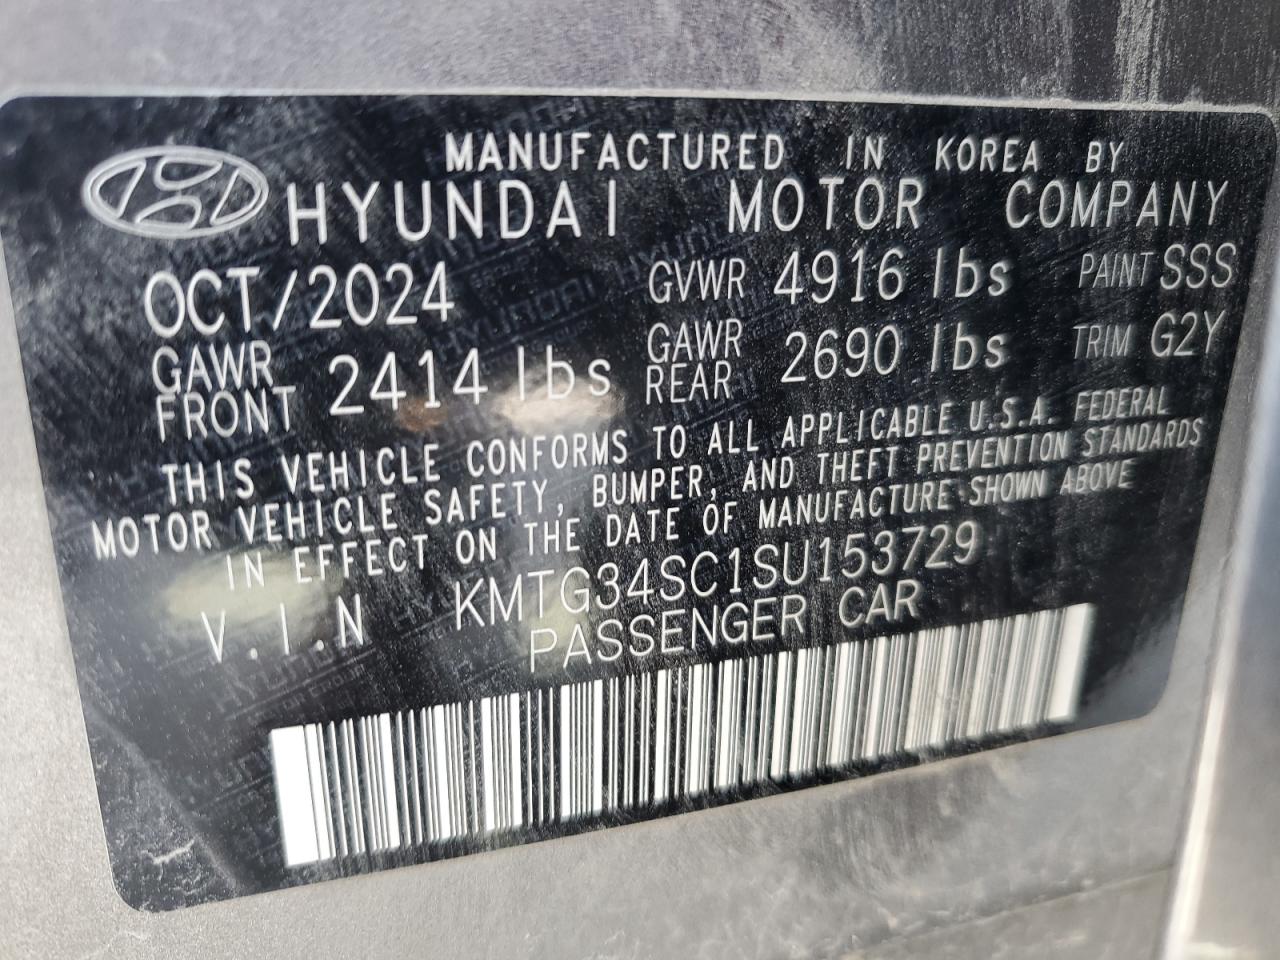 MANUFACTURED IN KOREA BY
HYUNDAI MOTOR COMPANY
OCT/2024 GVWR 4916 lbs PAINT SSS
GAWR FRONT 2414 lbs GAWR REAR 2690 lbs TRIM G2Y
THIS VEHICLE CONFORMS TO ALL APPLICABLE U.S.A. FEDERAL
MOTOR VEHICLE SAFETY, BUMPER, AND THEFT PREVENTION STANDARDS
IN EFFECT ON THE DATE OF MANUFACTURE SHOWN ABOVE
V.I.N KMTG34SC1SU153729
PASSENGER CAR